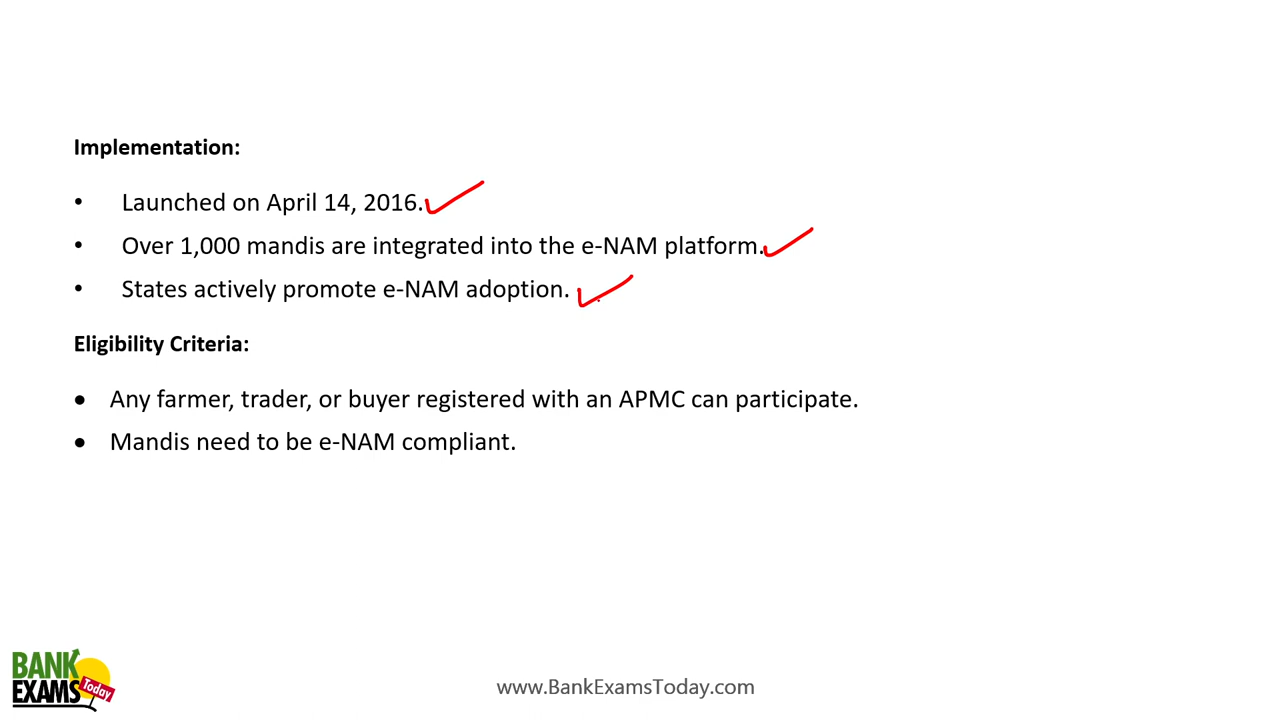 Implementation:
• Launched on April 14, 2016.
• Over 1,000 mandis are integrated into the e-NAM platform.
• States actively promote e-NAM adoption.
Eligibility Criteria:
• Any farmer, trader, or buyer registered with an APMC can participate.
• Mandis need to be e-NAM compliant.
BANK
EXAMS Today
www.BankExamsToday.com